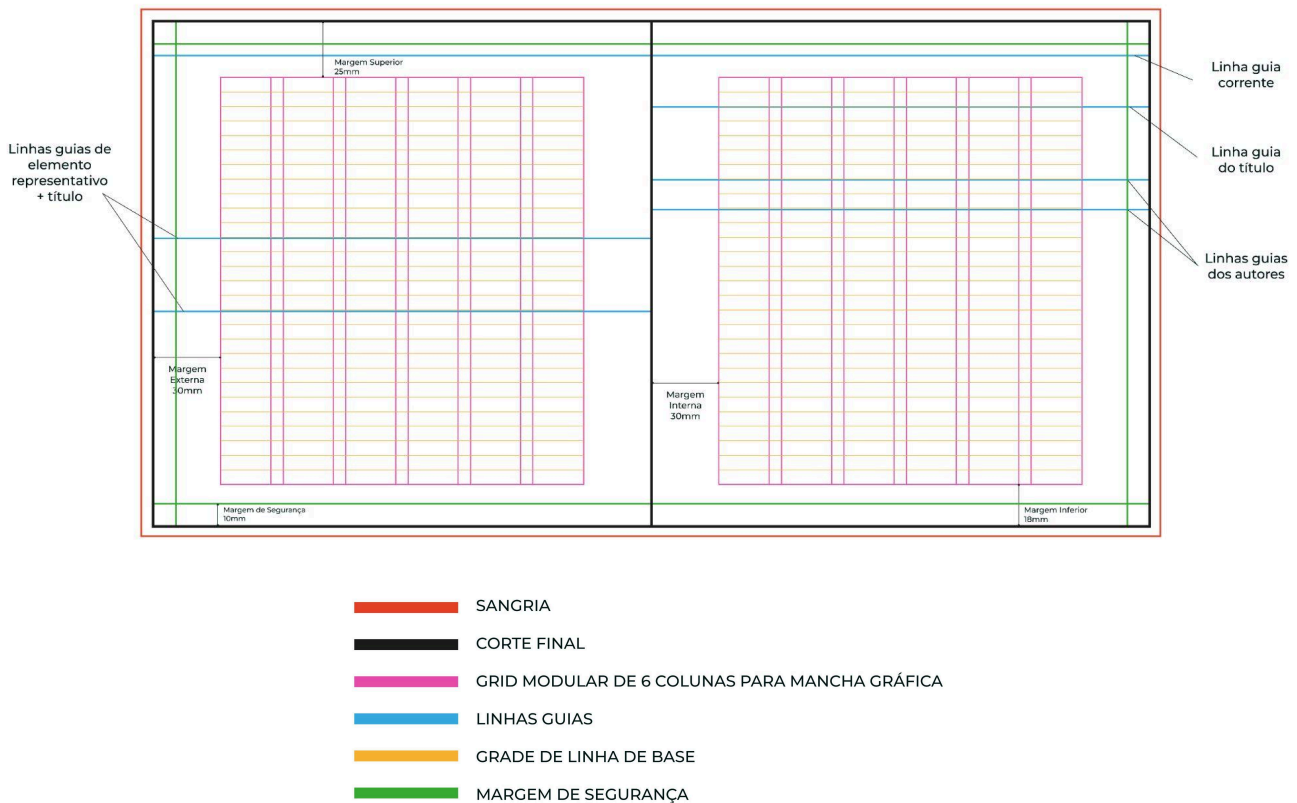 Margem Superior
25mm
Linha guia
corrente
Linhas guias de
elemento
representativo
+ título
Linha guia
do título
Linhas guias
dos autores
Margem
Externa
30mm
Margem
Interna
30mm
Margem de Segurança
10mm
Margem Inferior
18mm
SANGRIA
CORTE FINAL
GRID MODULAR DE 6 COLUNAS PARA MANCHA GRÁFICA
LINHAS GUIAS
GRADE DE LINHA DE BASE
MARGEM DE SEGURANÇA